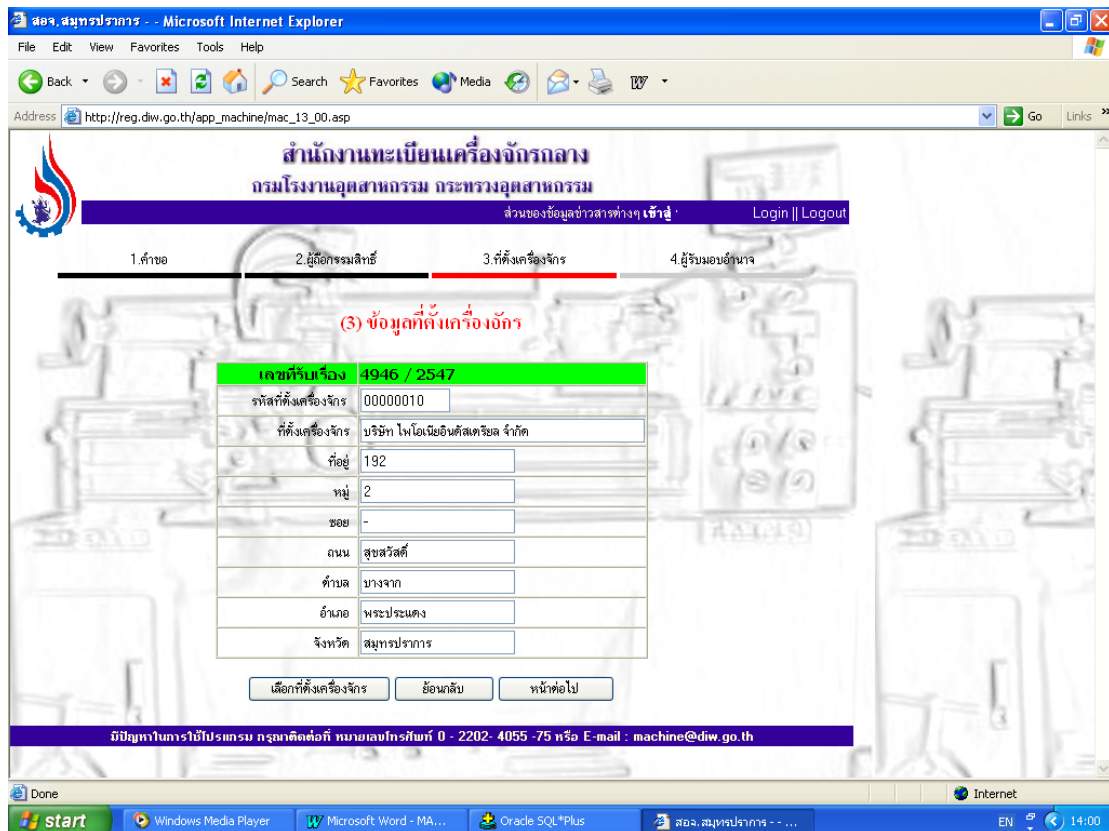 สอจ.สมุทรปราการ - - Microsoft Internet Explorer
File Edit View Favorites Tools Help
Back Search Favorites Media
Address http://reg.diw.go.th/app_machine/mac_13_00.asp Go Links »
สำนักงานทะเบียนเครื่องจักรกลาง
กรมโรงงานอุตสาหกรรม กระทรวงอุตสาหกรรม
ส่วนของข้อมูลข่าวสารต่างๆ เข้าสู่ Login || Logout
1.คำขอ 2.ผู้ถือกรรมสิทธิ์ 3.ที่ตั้งเครื่องจักร 4.ผู้รับมอบอำนาจ
(3) ข้อมูลที่ตั้งเครื่องจักร
เลขที่รับเรื่อง 4946 / 2547
รหัสที่ตั้งเครื่องจักร 00000010
ที่ตั้งเครื่องจักร บริษัท ไพโอเนียอินดัสเตรียล จำกัด
ที่อยู่ 192
หมู่ 2
ซอย -
ถนน สุขสวัสดิ์
ตำบล บางจาก
อำเภอ พระประแดง
จังหวัด สมุทรปราการ
เลือกที่ตั้งเครื่องจักร ย้อนกลับ หน้าต่อไป
มีปัญหาในการใช้โปรแกรม กรุณาติดต่อที่ หมายเลขโทรศัพท์ 0 - 2202- 4055 -75 หรือ E-mail : machine@diw.go.th
Done Internet
start Windows Media Player Microsoft Word - MA... Oracle SQL*Plus สอจ.สมุทรปราการ - - ... EN 14:00